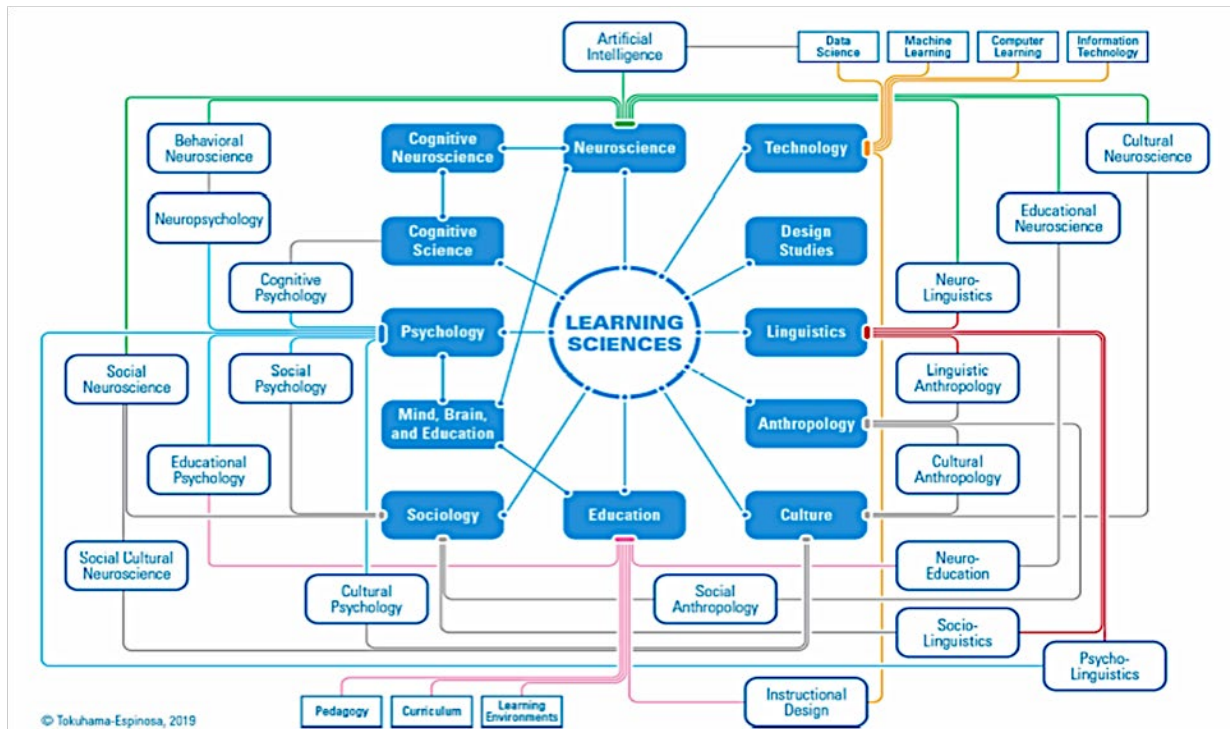 Artificial
Intelligence
Data
Science
Machine
Learning
Computer
Learning
Information
Technology
Behavioral
Neuroscience
Cognitive
Neuroscience
Neuroscience
Technology
Cultural
Neuroscience
Neuropsychology
Cognitive
Science
Design
Studies
Educational
Neuroscience
Cognitive
Psychology
Neuro-
Linguistics
Psychology
LEARNING
SCIENCES
Linguistics
Social
Neuroscience
Social
Psychology
Linguistic
Anthropology
Mind, Brain,
and Education
Anthropology
Educational
Psychology
Cultural
Anthropology
Sociology
Education
Culture
Social Cultural
Neuroscience
Neuro-
Education
Cultural
Psychology
Social
Anthropology
Socio-
Linguistics
Psycho-
Linguistics
Pedagogy
Curriculum
Learning
Environments
Instructional
Design
© Tokuhama-Espinosa, 2019